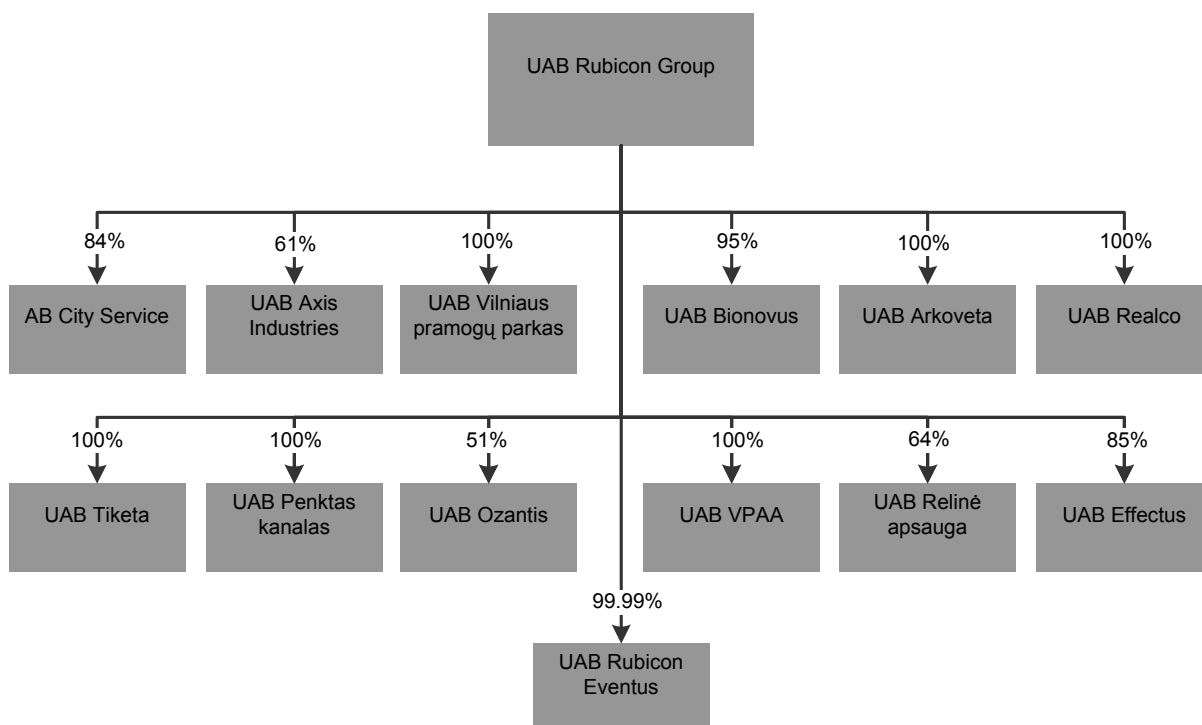 UAB Rubicon Group
84%
61%
100%
95%
100%
100%
AB City Service
UAB Axis
Industries
UAB Vilniaus
pramogų parkas
UAB Bionovus
UAB Arkoveta
UAB Realco
100%
100%
51%
100%
64%
85%
UAB Tiketa
UAB Penktas
kanalas
UAB Ozantis
UAB VPAA
UAB Relinė
apsauga
UAB Effectus
99.99%
UAB Rubicon
Eventus